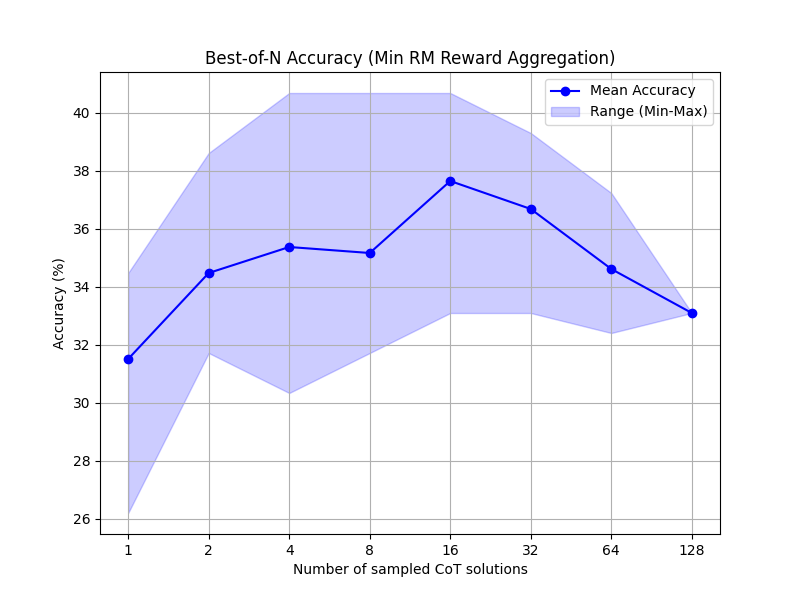 Best-of-N Accuracy (Min RM Reward Aggregation)
Mean Accuracy
Range (Min-Max)
Accuracy (%)
40
38
36
34
32
30
28
26
1 2 4 8 16 32 64 128
Number of sampled CoT solutions